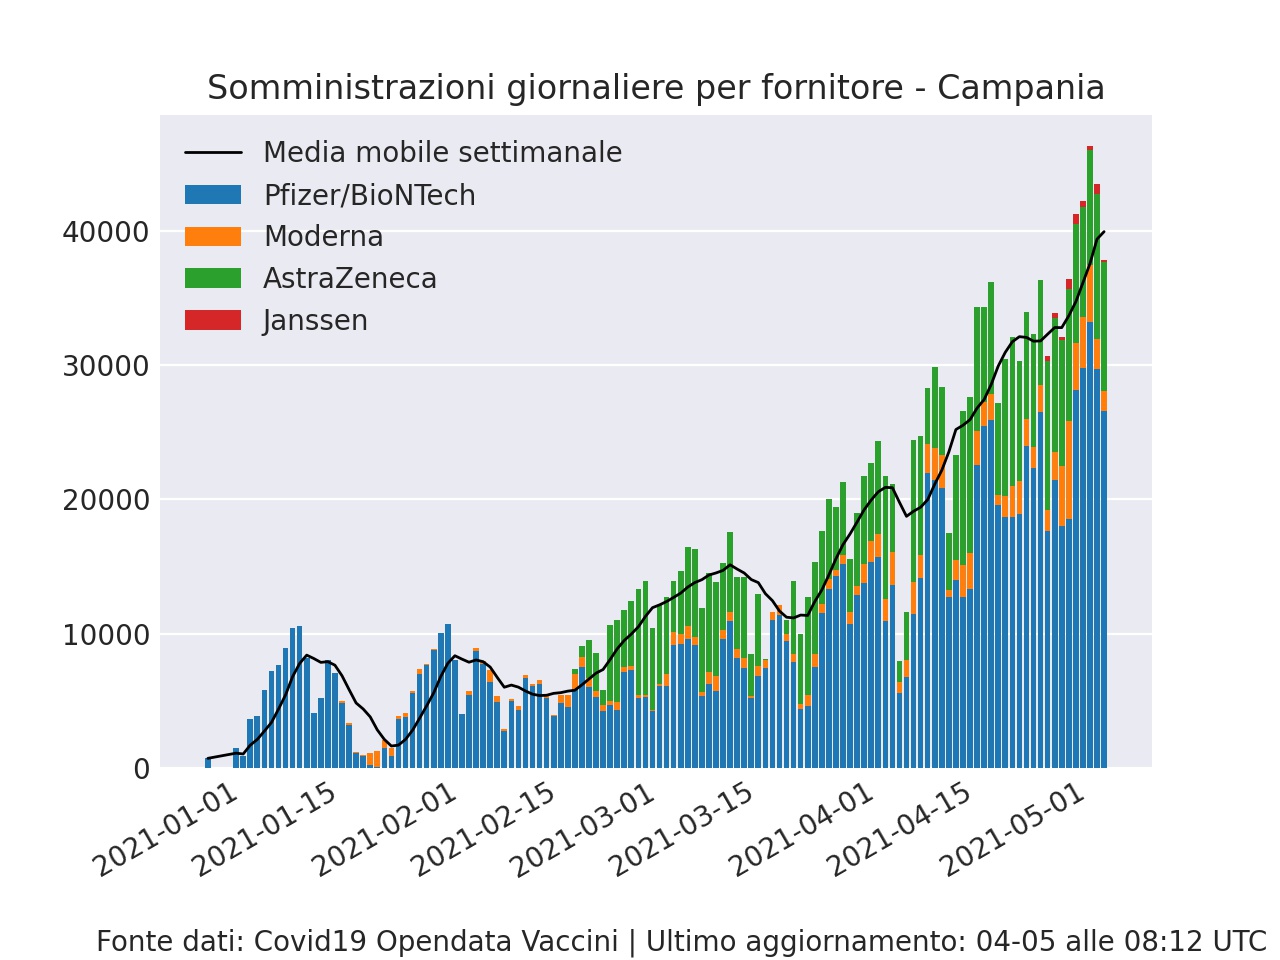 Somministrazioni giornaliere per fornitore - Campania
Media mobile settimanale
Pfizer/BioNTech
Moderna
AstraZeneca
Janssen
40000
30000
20000
10000
0
2021-01-01
2021-01-15
2021-02-01
2021-02-15
2021-03-01
2021-03-15
2021-04-01
2021-04-15
2021-05-01
Fonte dati: Covid19 Opendata Vaccini | Ultimo aggiornamento: 04-05 alle 08:12 UTC